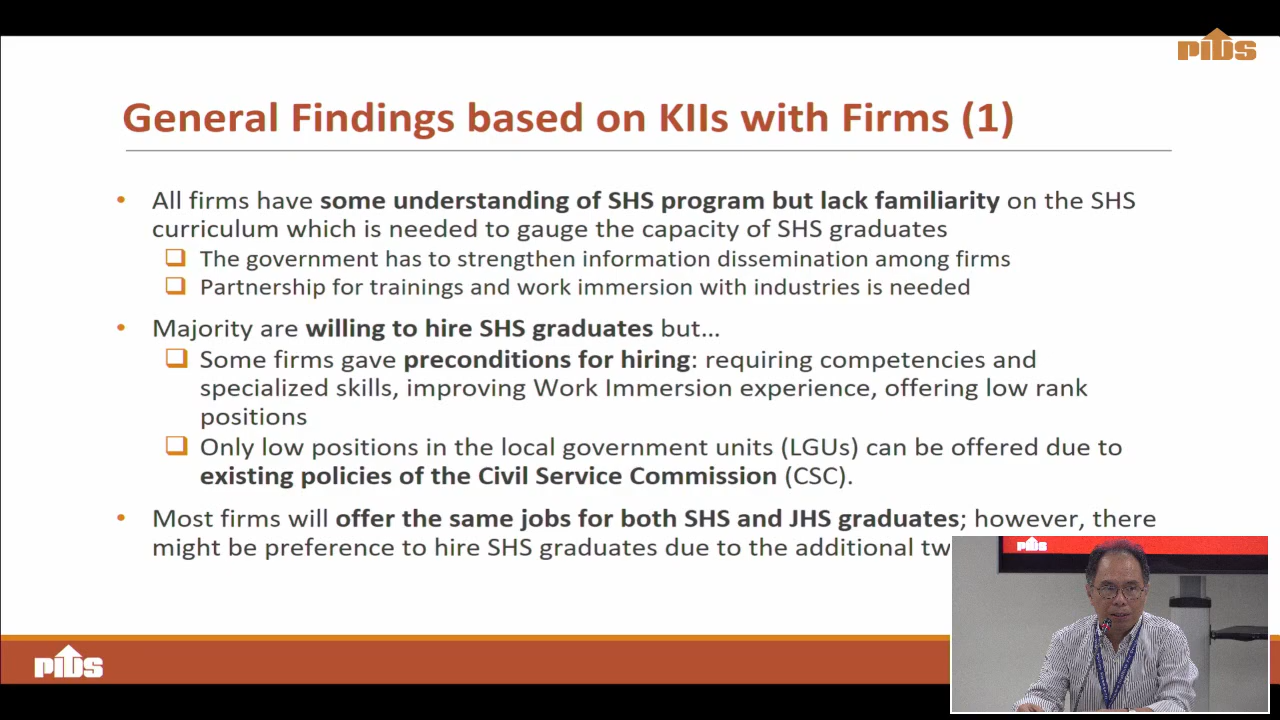 PIDS
General Findings based on KIIs with Firms (1)
• All firms have some understanding of SHS program but lack familiarity on the SHS
curriculum which is needed to gauge the capacity of SHS graduates
❑ The government has to strengthen information dissemination among firms
❑ Partnership for trainings and work immersion with industries is needed
• Majority are willing to hire SHS graduates but…
❑ Some firms gave preconditions for hiring: requiring competencies and
specialized skills, improving Work Immersion experience, offering low rank
positions
❑ Only low positions in the local government units (LGUs) can be offered due to
existing policies of the Civil Service Commission (CSC).
• Most firms will offer the same jobs for both SHS and JHS graduates; however, there
might be preference to hire SHS graduates due to the additional
PIDS
PIDS